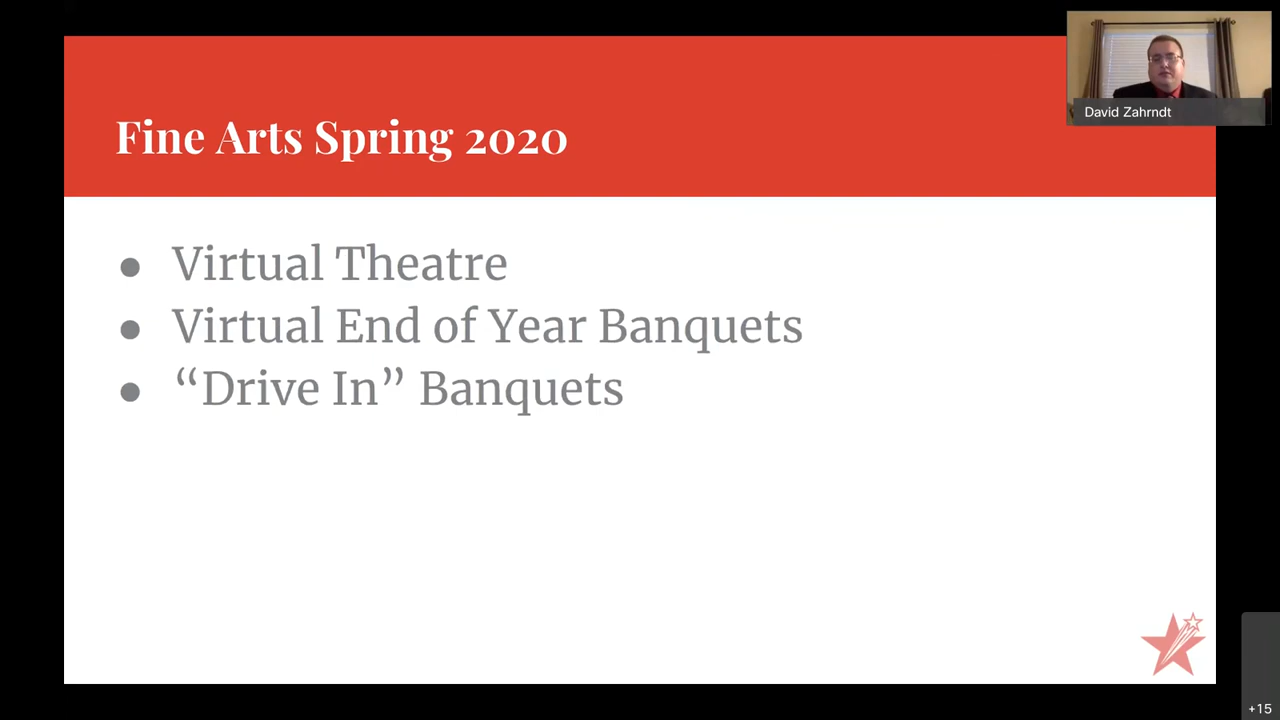 Fine Arts Spring 2020
David Zahrndt
● Virtual Theatre
● Virtual End of Year Banquets
● “Drive In” Banquets
+15